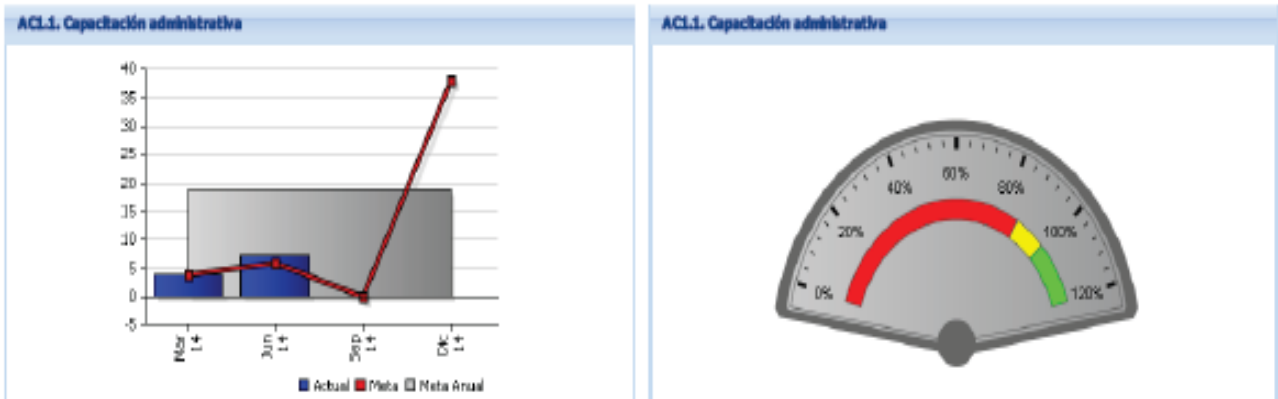 AC1.1. Capacitación administrativa
40
35
30
25
20
15
10
5
0
-5
Mar 14
Jun 14
Sep 14
Dic 14
Actual Meta Meta Anual
AC1.1. Capacitación administrativa
0%
20%
40%
60%
80%
100%
120%